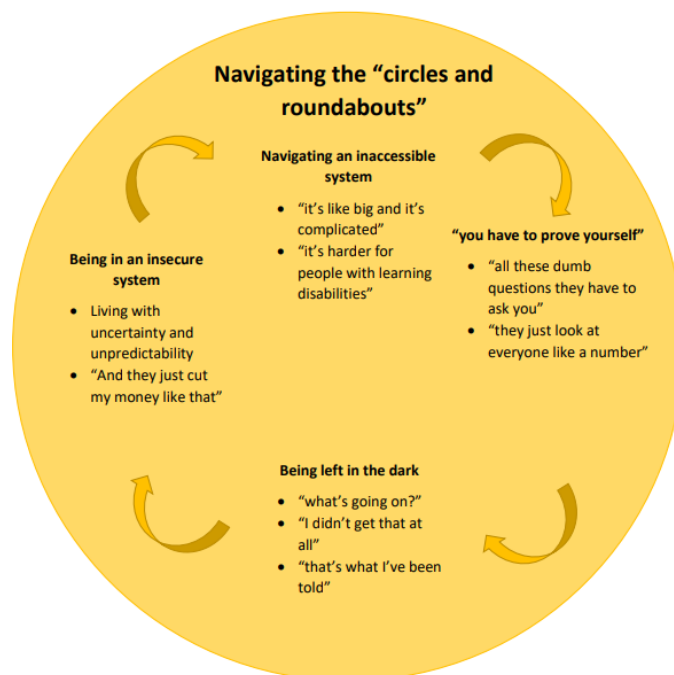 Navigating the “circles and
roundabouts”
Navigating an inaccessible
system
• “it’s like big and it’s
complicated”
• “it’s harder for
people with learning
disabilities”
“you have to prove yourself”
• “all these dumb
questions they have to
ask you”
• “they just look at
everyone like a number”
Being left in the dark
• “what’s going on?”
• “I didn’t get that at
all”
• “that’s what I’ve been
told”
Being in an insecure
system
• Living with
uncertainty and
unpredictability
• “And they just cut
my money like that”